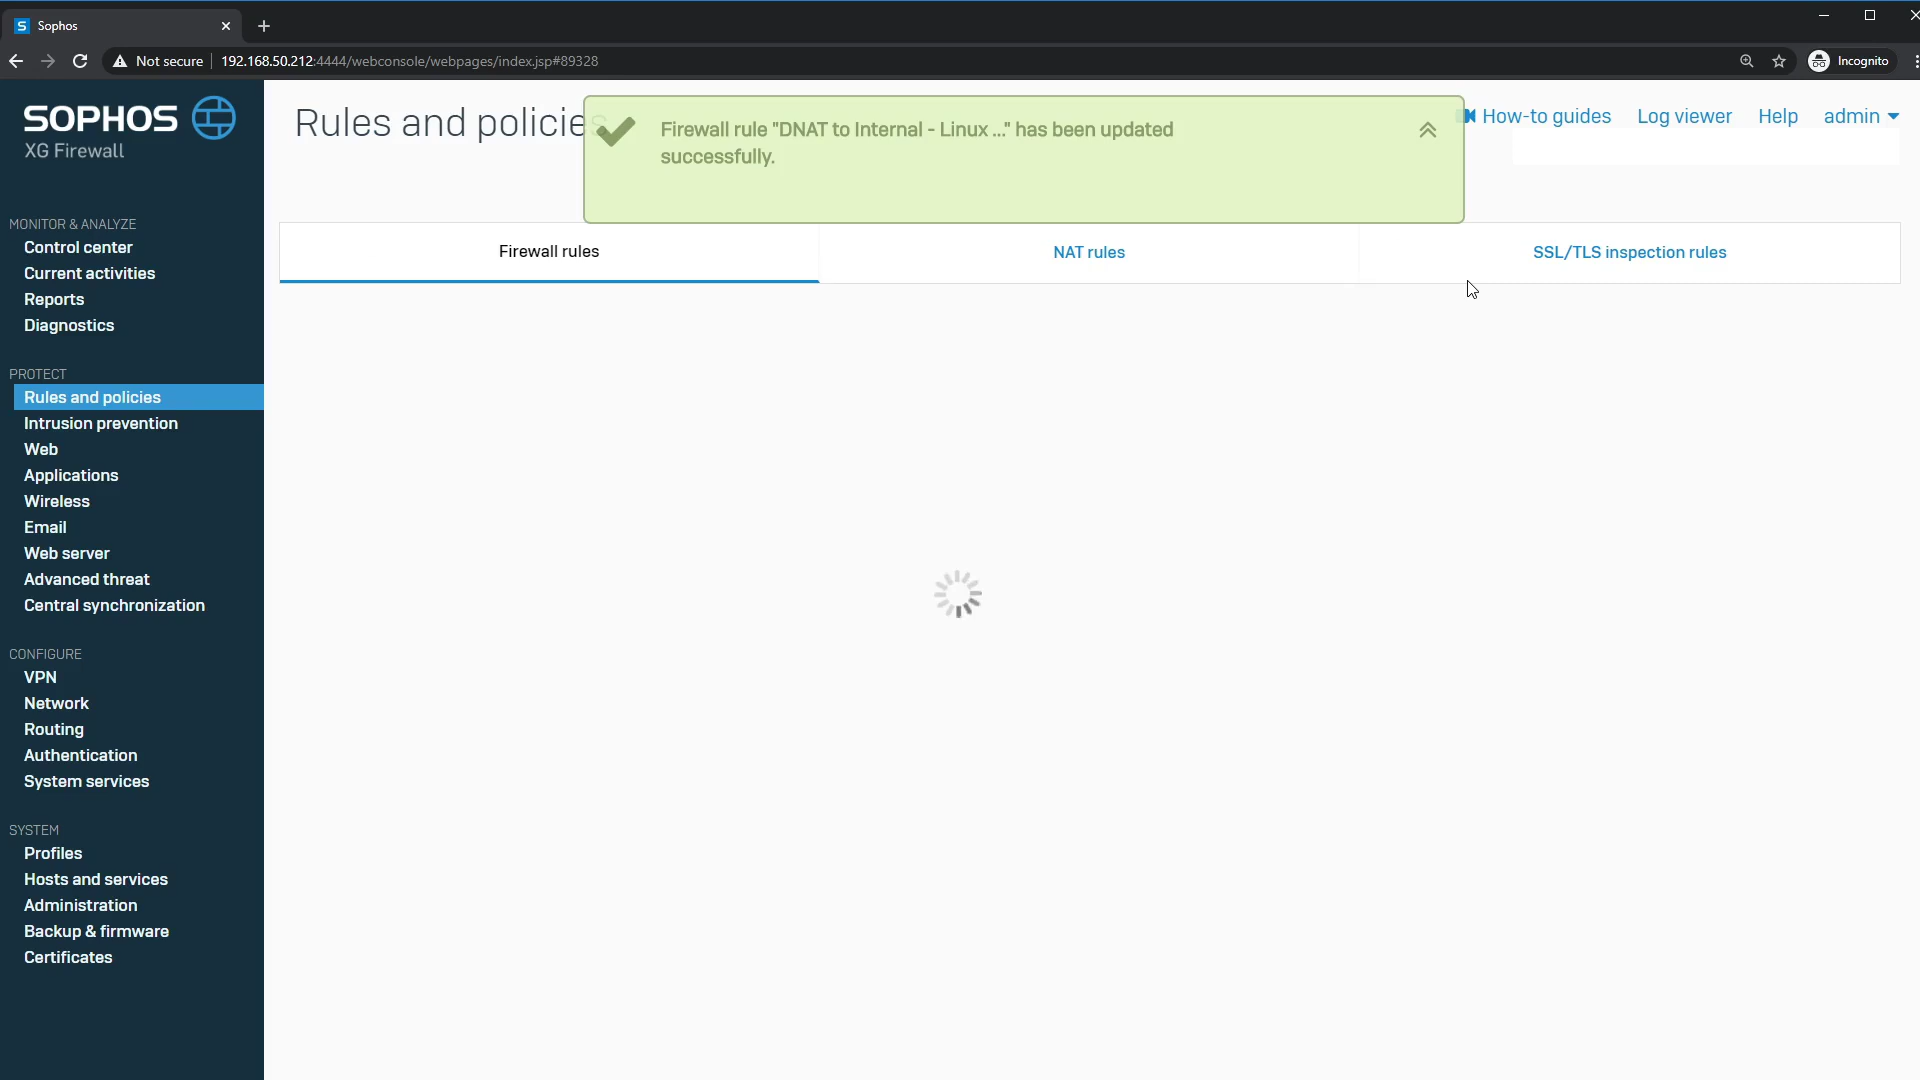 Sophos
Not secure
192.168.50.212:4444/webconsole/webpages/index.jsp#89328
Incognito
SOPHOS
XG Firewall
Rules and policies
Firewall rule "DNAT to Internal - Linux ..." has been updated
successfully.
How-to guides
Log viewer
Help
admin
Firewall rules
NAT rules
SSL/TLS inspection rules
MONITOR & ANALYZE
Control center
Current activities
Reports
Diagnostics
PROTECT
Rules and policies
Intrusion prevention
Web
Applications
Wireless
Email
Web server
Advanced threat
Central synchronization
CONFIGURE
VPN
Network
Routing
Authentication
System services
SYSTEM
Profiles
Hosts and services
Administration
Backup & firmware
Certificates